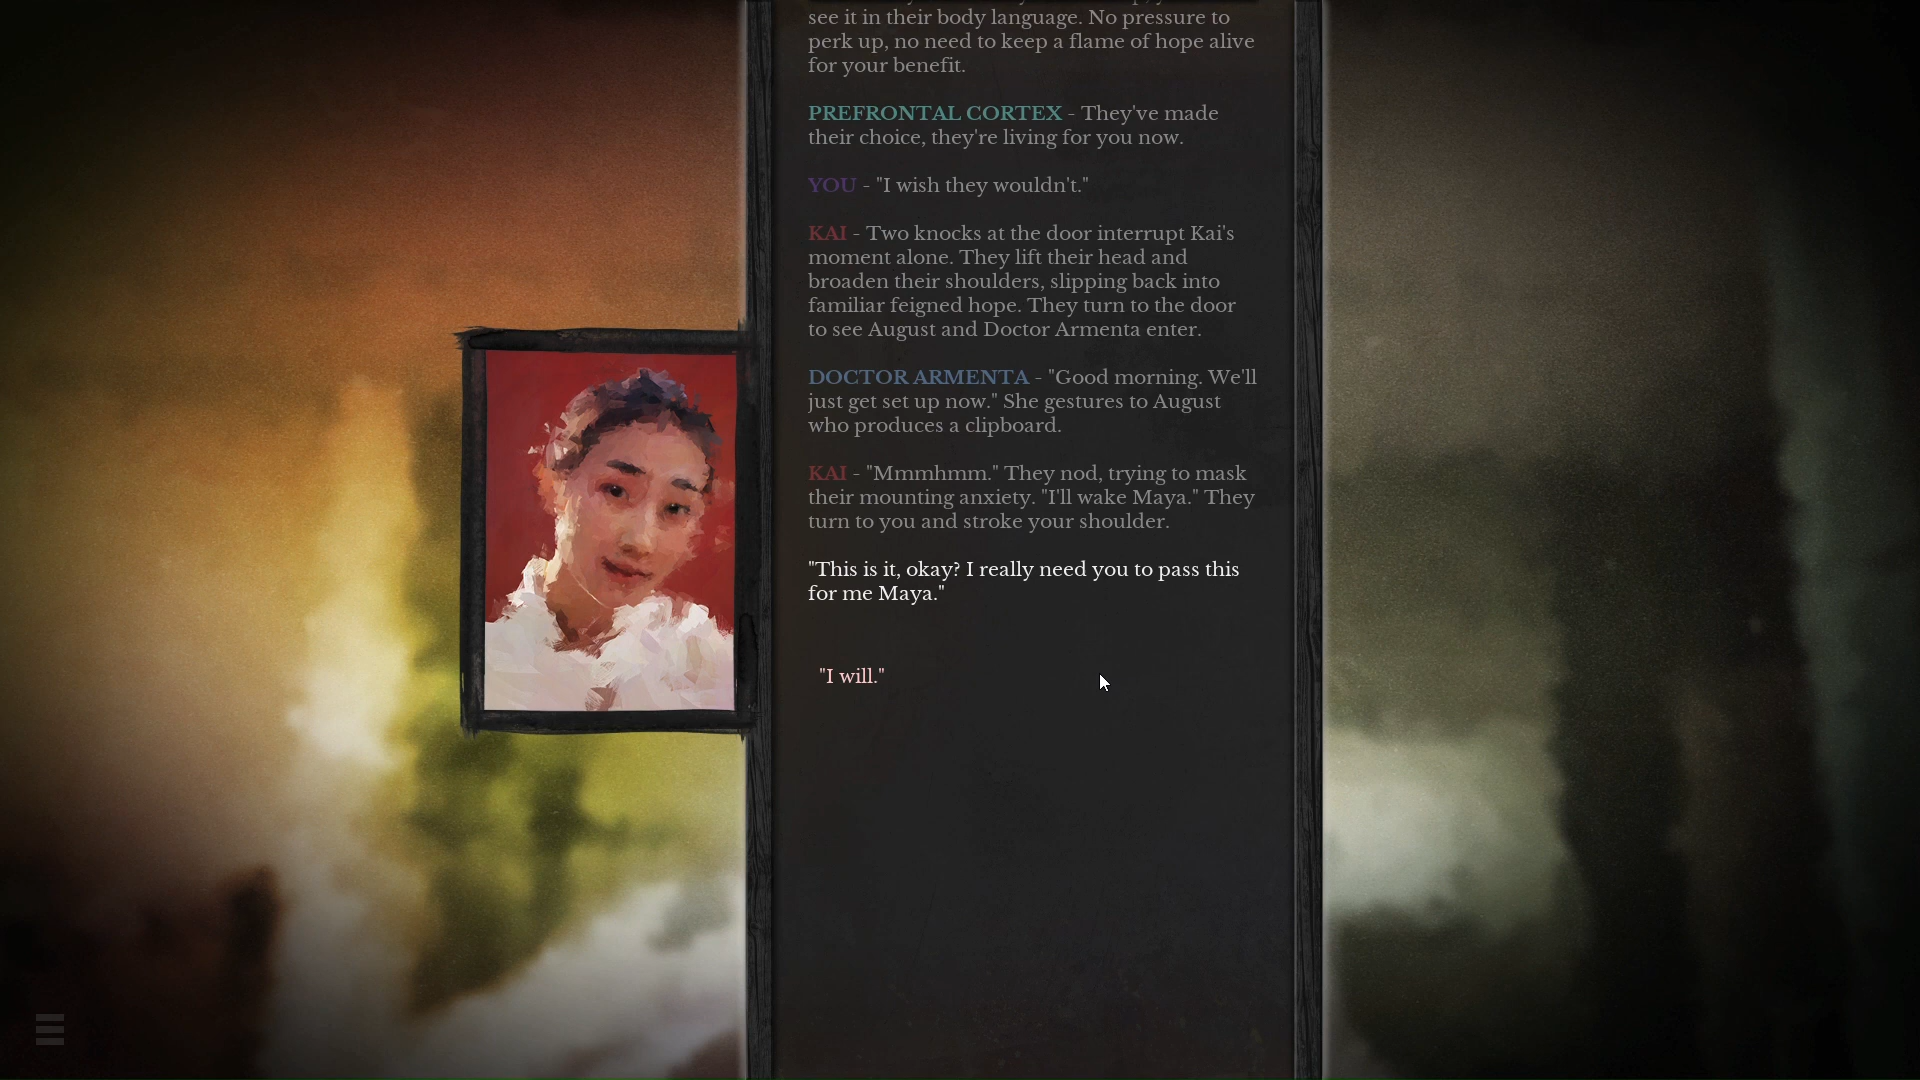 see it in their body language. No pressure to
perk up, no need to keep a flame of hope alive
for your benefit.
PREFRONTAL CORTEX - They've made
their choice, they're living for you now.
YOU - "I wish they wouldn't."
KAI - Two knocks at the door interrupt Kai's
moment alone. They lift their head and
broaden their shoulders, slipping back into
familiar feigned hope. They turn to the door
to see August and Doctor Armenta enter.
DOCTOR ARMENTA - "Good morning. We'll
just get set up now." She gestures to August
who produces a clipboard.
KAI - "Mmmhmm." They nod, trying to mask
their mounting anxiety. "I'll wake Maya." They
turn to you and stroke your shoulder.
"This is it, okay? I really need you to pass this
for me Maya."
"I will."